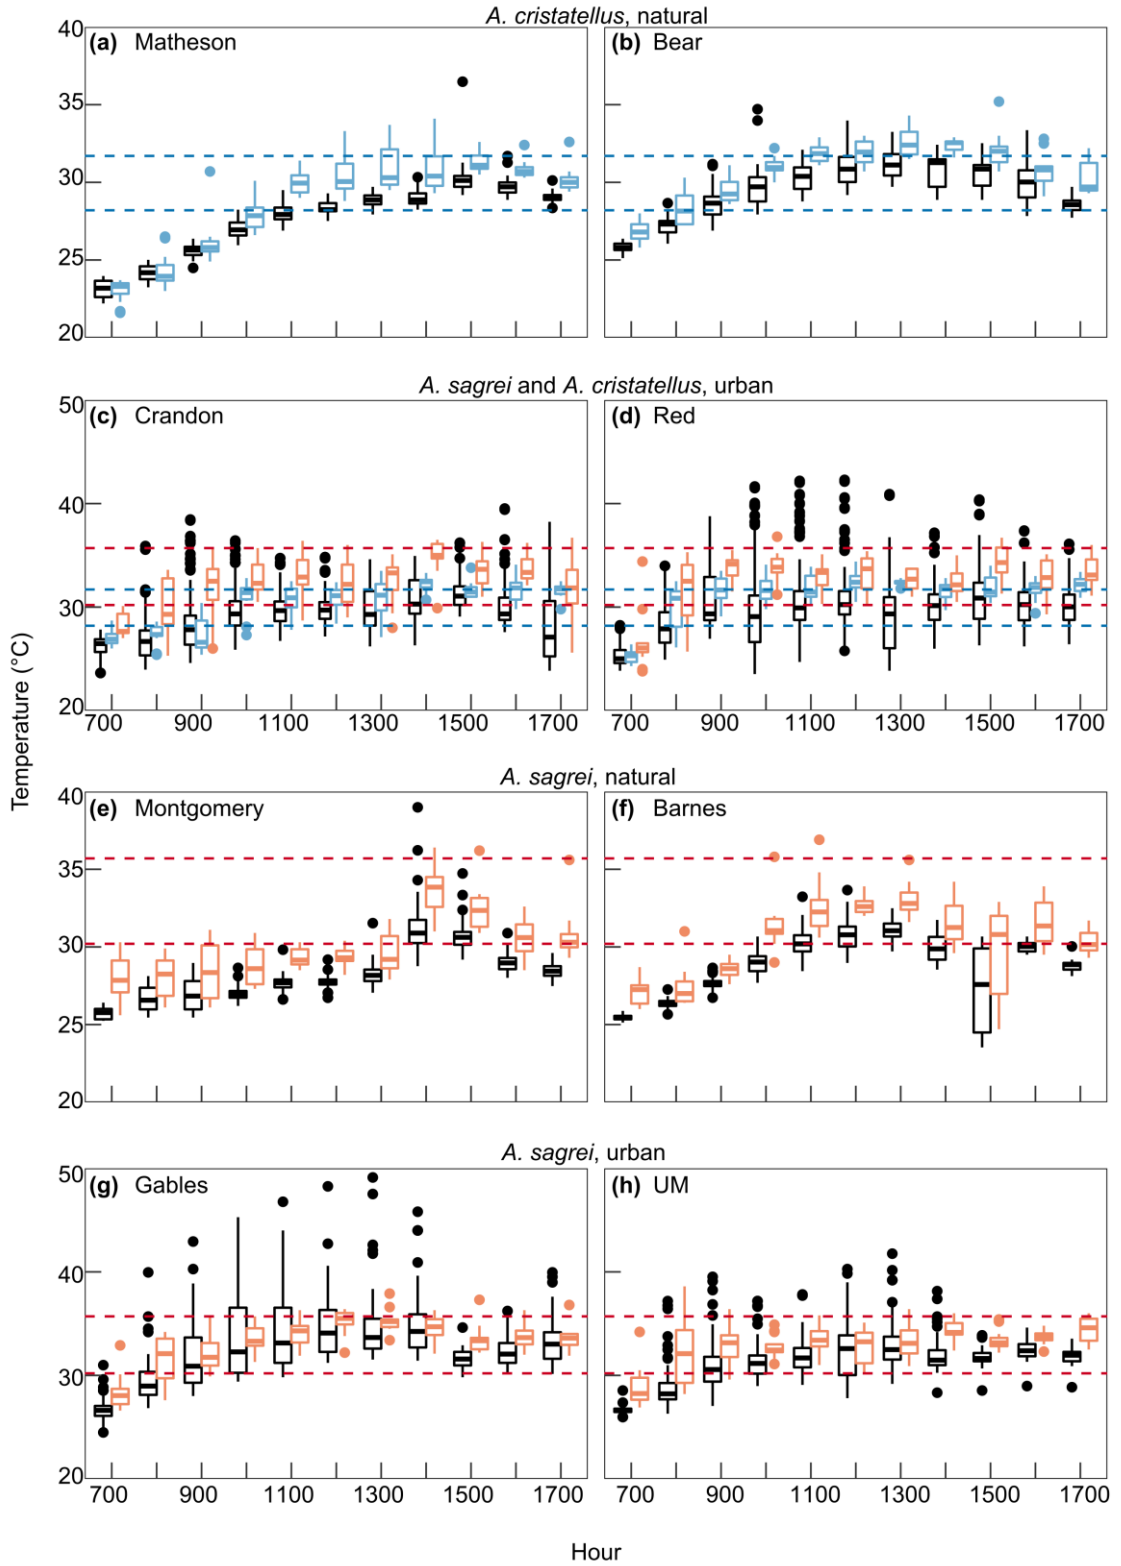 A. cristatellus, natural
(a) Matheson
(b) Bear
40
35
30
25
20
A. sagrei and A. cristatellus, urban
(c) Crandon
(d) Red
50
40
30
20
700 900 1100 1300 1500 1700
700 900 1100 1300 1500 1700
Temperature (°C)
A. sagrei, natural
(e) Montgomery
(f) Barnes
40
35
30
25
20
A. sagrei, urban
(g) Gables
(h) UM
50
40
30
20
700 900 1100 1300 1500 1700
700 900 1100 1300 1500 1700
Hour